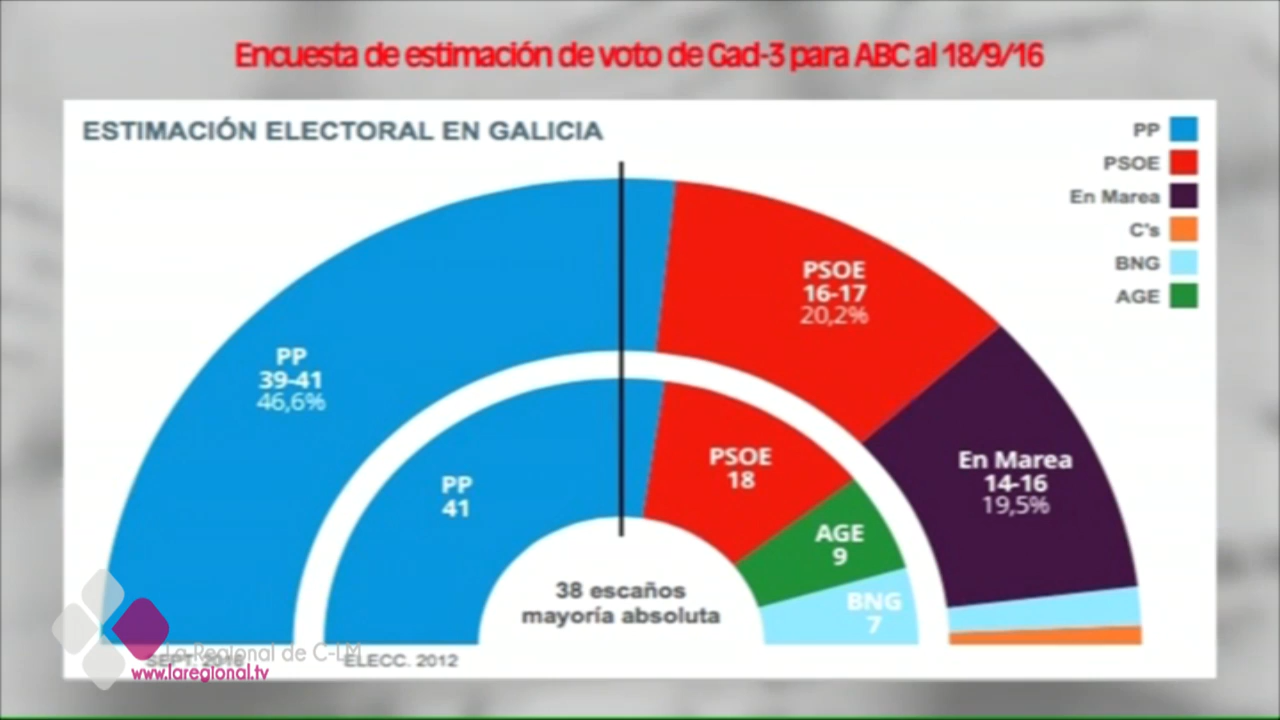 Encuesta de estimación de voto de Gad-3 para ABC al 18/9/16
ESTIMACIÓN ELECTORAL EN GALICIA
PP
PSOE
En Marea
C's
BNG
AGE
PP
39-41
46,6%
PSOE
16-17
20,2%
En Marea
14-16
19,5%
PP
41
PSOE
18
AGE
9
BNG
7
38 escaños
mayoría absoluta
SEPT. 2016
ELECC. 2012
La Regional de C-LM
www.laregional.tv